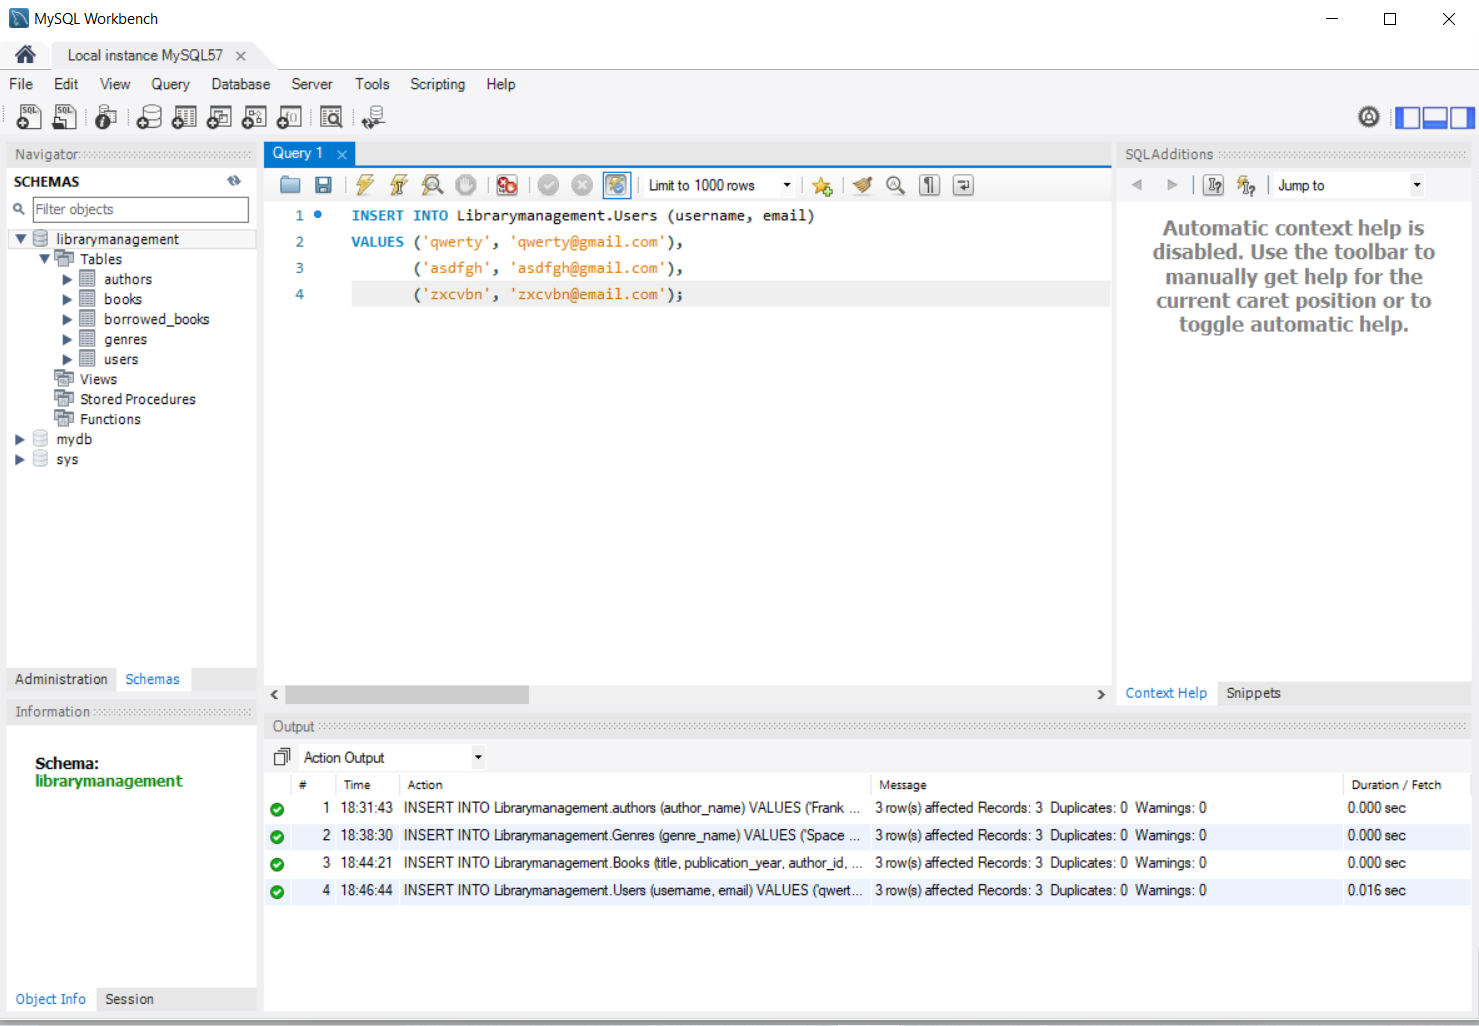 MySQL Workbench
Local instance MySQL57
File Edit View Query Database Server Tools Scripting Help
Navigator
SCHEMAS
Filter objects
librarymanagement
Tables
authors
books
borrowed_books
genres
users
Views
Stored Procedures
Functions
mydb
sys
Administration Schemas
Information
Schema:
librarymanagement
Object Info Session
Query 1
Limit to 1000 rows
1 INSERT INTO Librarymanagement.Users (username, email)
2 VALUES ('qwerty', 'qwerty@gmail.com'),
3 ('asdfgh', 'asdfgh@gmail.com'),
4 ('zxcvbn', 'zxcvbn@email.com');
SQLAdditions
Jump to
Automatic context help is
disabled. Use the toolbar to
manually get help for the
current caret position or to
toggle automatic help.
Context Help Snippets
Output
Action Output
# Time Action Message Duration / Fetch
1 18:31:43 INSERT INTO Librarymanagement.authors (author_name) VALUES ('Frank ... 3 row(s) affected Records: 3 Duplicates: 0 Warnings: 0 0.000 sec
2 18:38:30 INSERT INTO Librarymanagement.Genres (genre_name) VALUES ('Space ... 3 row(s) affected Records: 3 Duplicates: 0 Warnings: 0 0.000 sec
3 18:44:21 INSERT INTO Librarymanagement.Books (title, publication_year, author_id, ... 3 row(s) affected Records: 3 Duplicates: 0 Warnings: 0 0.000 sec
4 18:46:44 INSERT INTO Librarymanagement.Users (username, email) VALUES ('qwert... 3 row(s) affected Records: 3 Duplicates: 0 Warnings: 0 0.016 sec